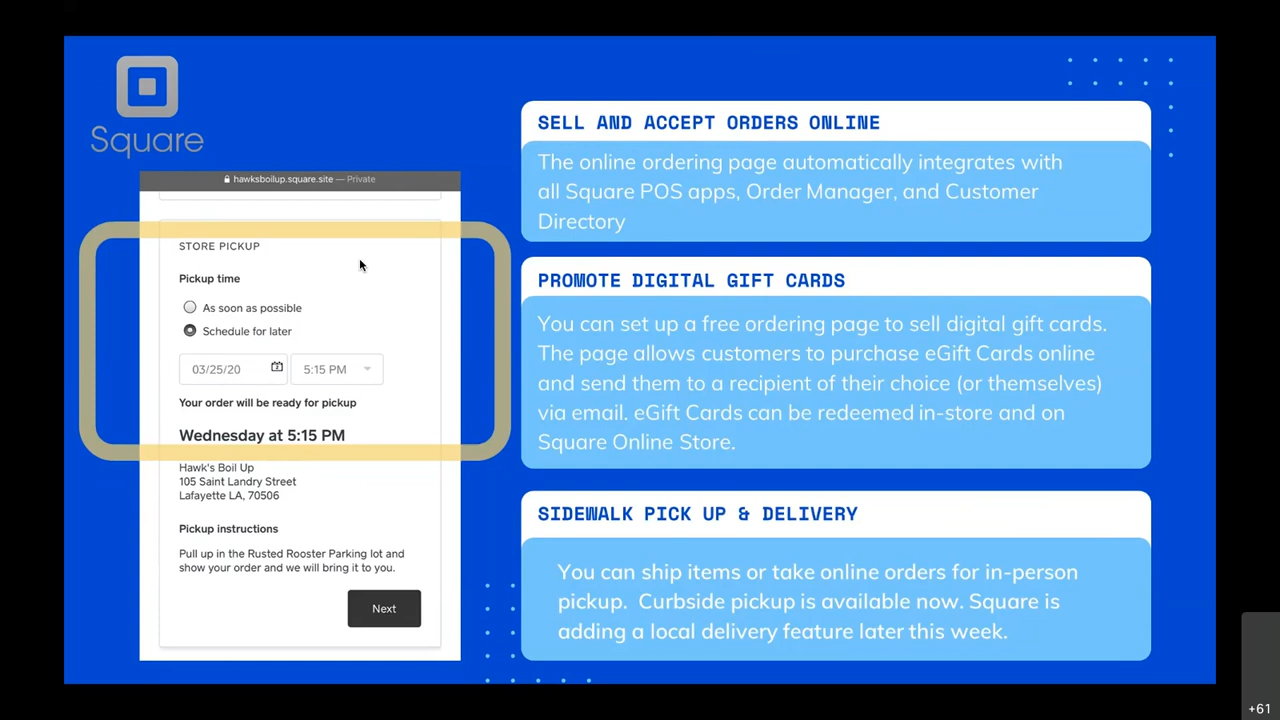 Square
hawksboilup.square.site — Private
STORE PICKUP
Pickup time
As soon as possible
Schedule for later
03/25/20
5:15 PM
Your order will be ready for pickup
Wednesday at 5:15 PM
Hawk's Boil Up
105 Saint Landry Street
Lafayette LA, 70506
Pickup instructions
Pull up in the Rusted Rooster Parking lot and
show your order and we will bring it to you.
Next
SELL AND ACCEPT ORDERS ONLINE
The online ordering page automatically integrates with
all Square POS apps, Order Manager, and Customer
Directory
PROMOTE DIGITAL GIFT CARDS
You can set up a free ordering page to sell digital gift cards.
The page allows customers to purchase eGift Cards online
and send them to a recipient of their choice (or themselves)
via email. eGift Cards can be redeemed in-store and on
Square Online Store.
SIDEWALK PICK UP & DELIVERY
You can ship items or take online orders for in-person
pickup.  Curbside pickup is available now. Square is
adding a local delivery feature later this week.
+61